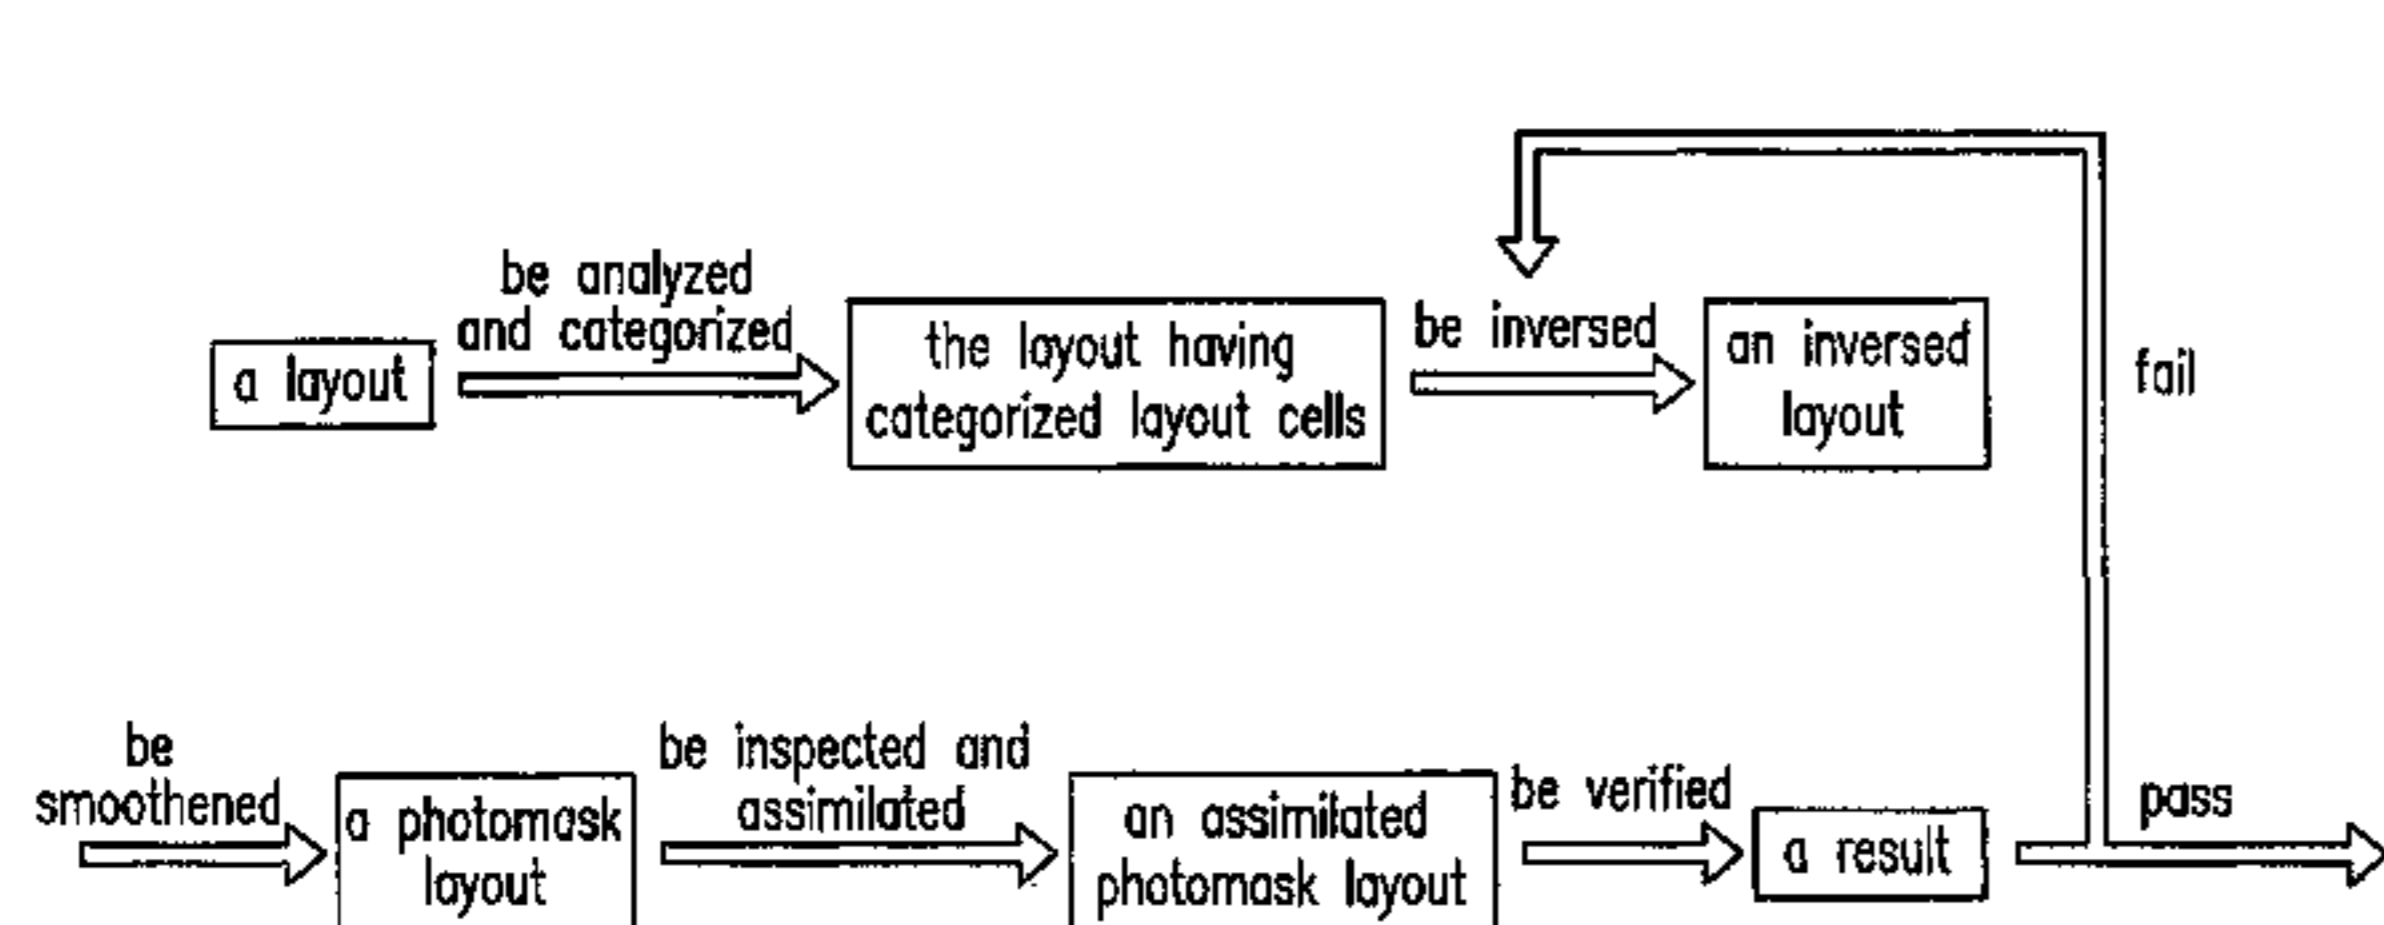 be analyzed
and categorized
a layout
the layout having
categorized layout cells
be inversed
an inversed
layout
fail
be
smoothened
a photomask
layout
be inspected and
assimilated
an assimilated
photomask layout
be verified
a result
pass